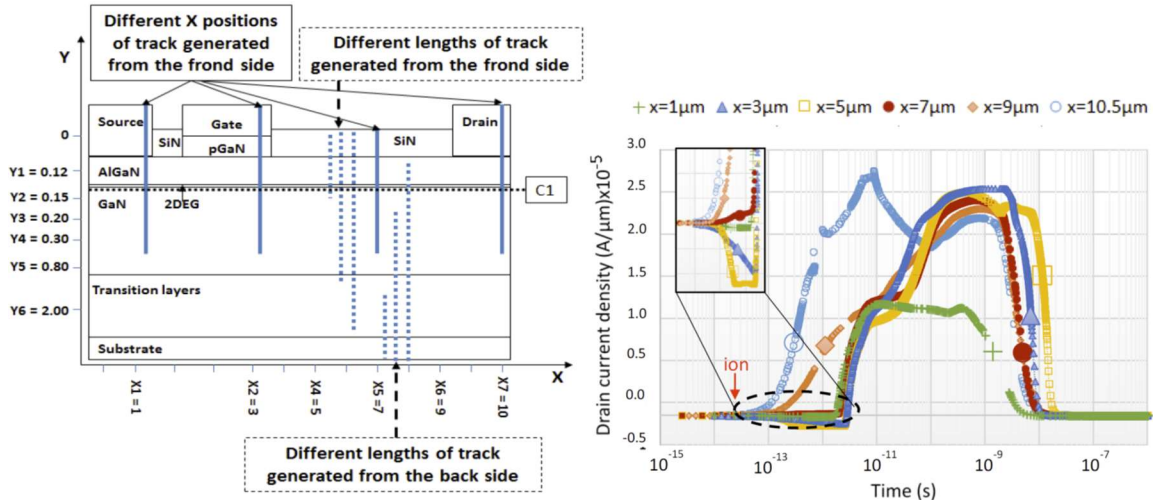 Different X positions
of track generated
from the frond side
Different lengths of track
generated from the frond side
Y
Source
SiN
Gate
pGaN
SiN
Drain
0
AlGaN
Y1 = 0.12
C1
Y2 = 0.15
GaN
2DEG
Y3 = 0.20
Y4 = 0.30
Y5 = 0.80
Transition layers
Y6 = 2.00
Substrate
X
X1 = 1
X2 = 3
X4 = 5
X5 = 7
X6 = 9
X7 = 10
Different lengths of track
generated from the back side
x=1µm
x=3µm
x=5µm
x=7µm
x=9µm
x=10.5µm
Drain current density (A/µm)x10-5
3.0
2.5
2.0
1.5
1.0
0.5
0.0
-0.5
ion
10-15
10-13
10-11
10-9
10-7
Time (s)